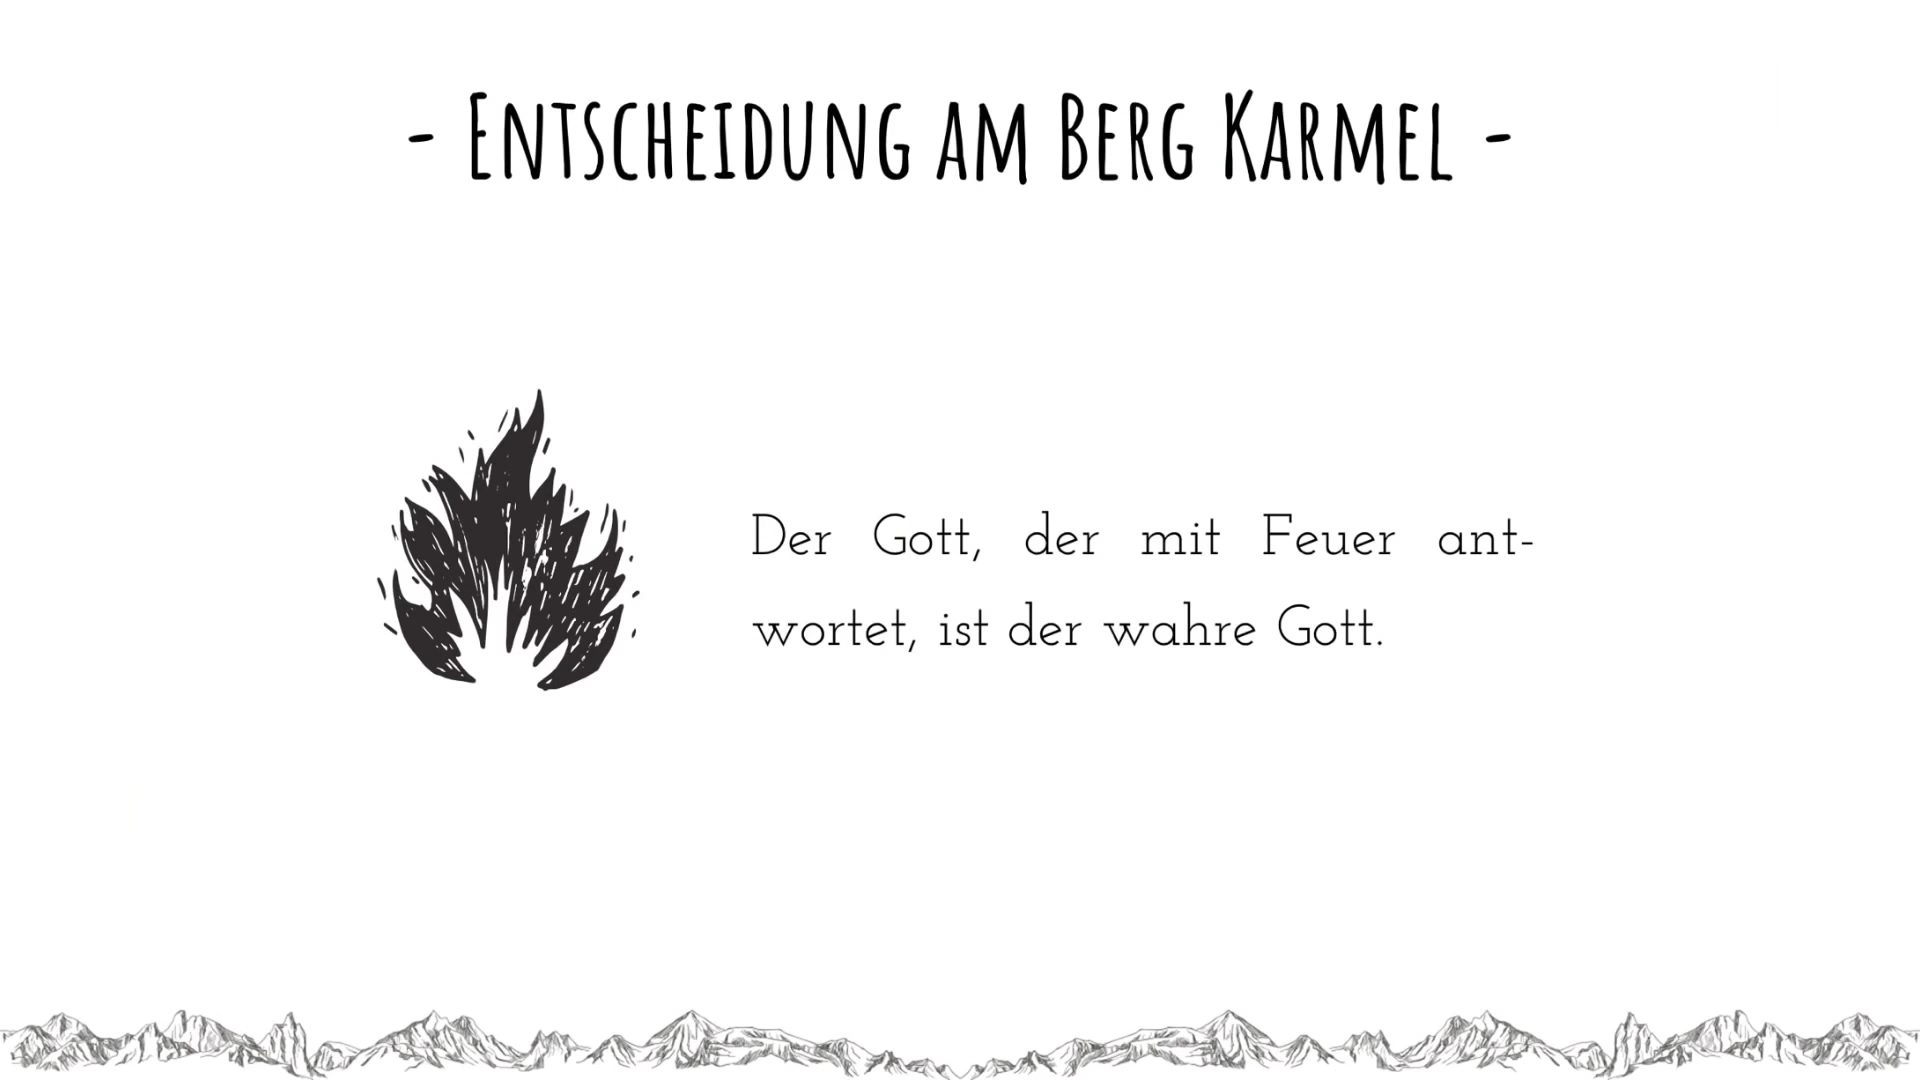 - Entscheidung am Berg Karmel -
Der Gott, der mit Feuer ant-
wortet, ist der wahre Gott.